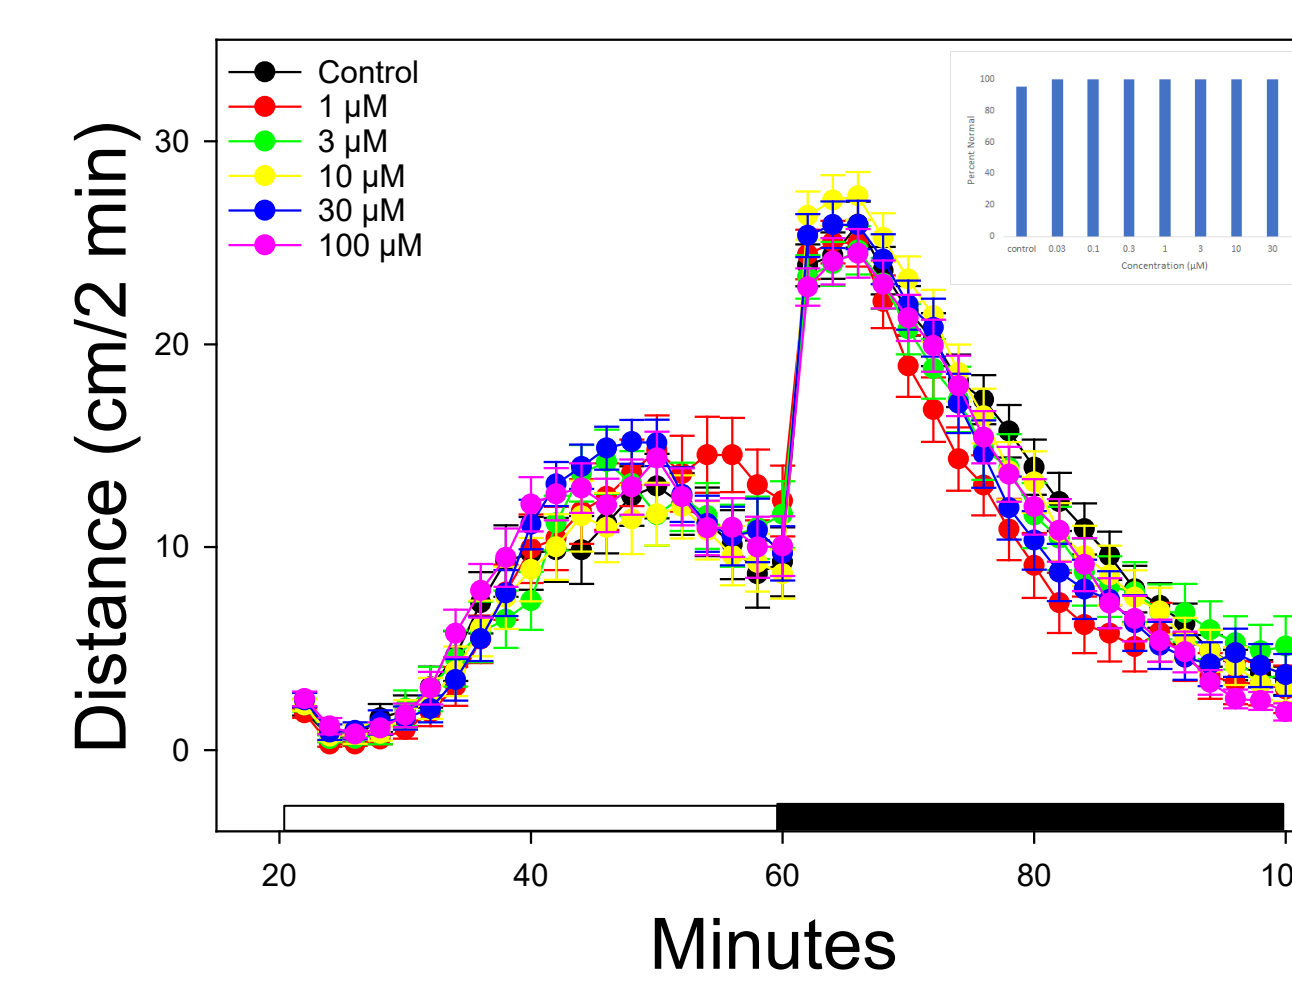 Control
1 µM
3 µM
10 µM
30 µM
100 µM
Distance (cm/2 min)
30
20
10
0
20 40 60 80 10
Minutes
Percent Normal
100
80
60
40
20
0
control 0.03 0.1 0.3 1 3 10 30
Concentration (µM)